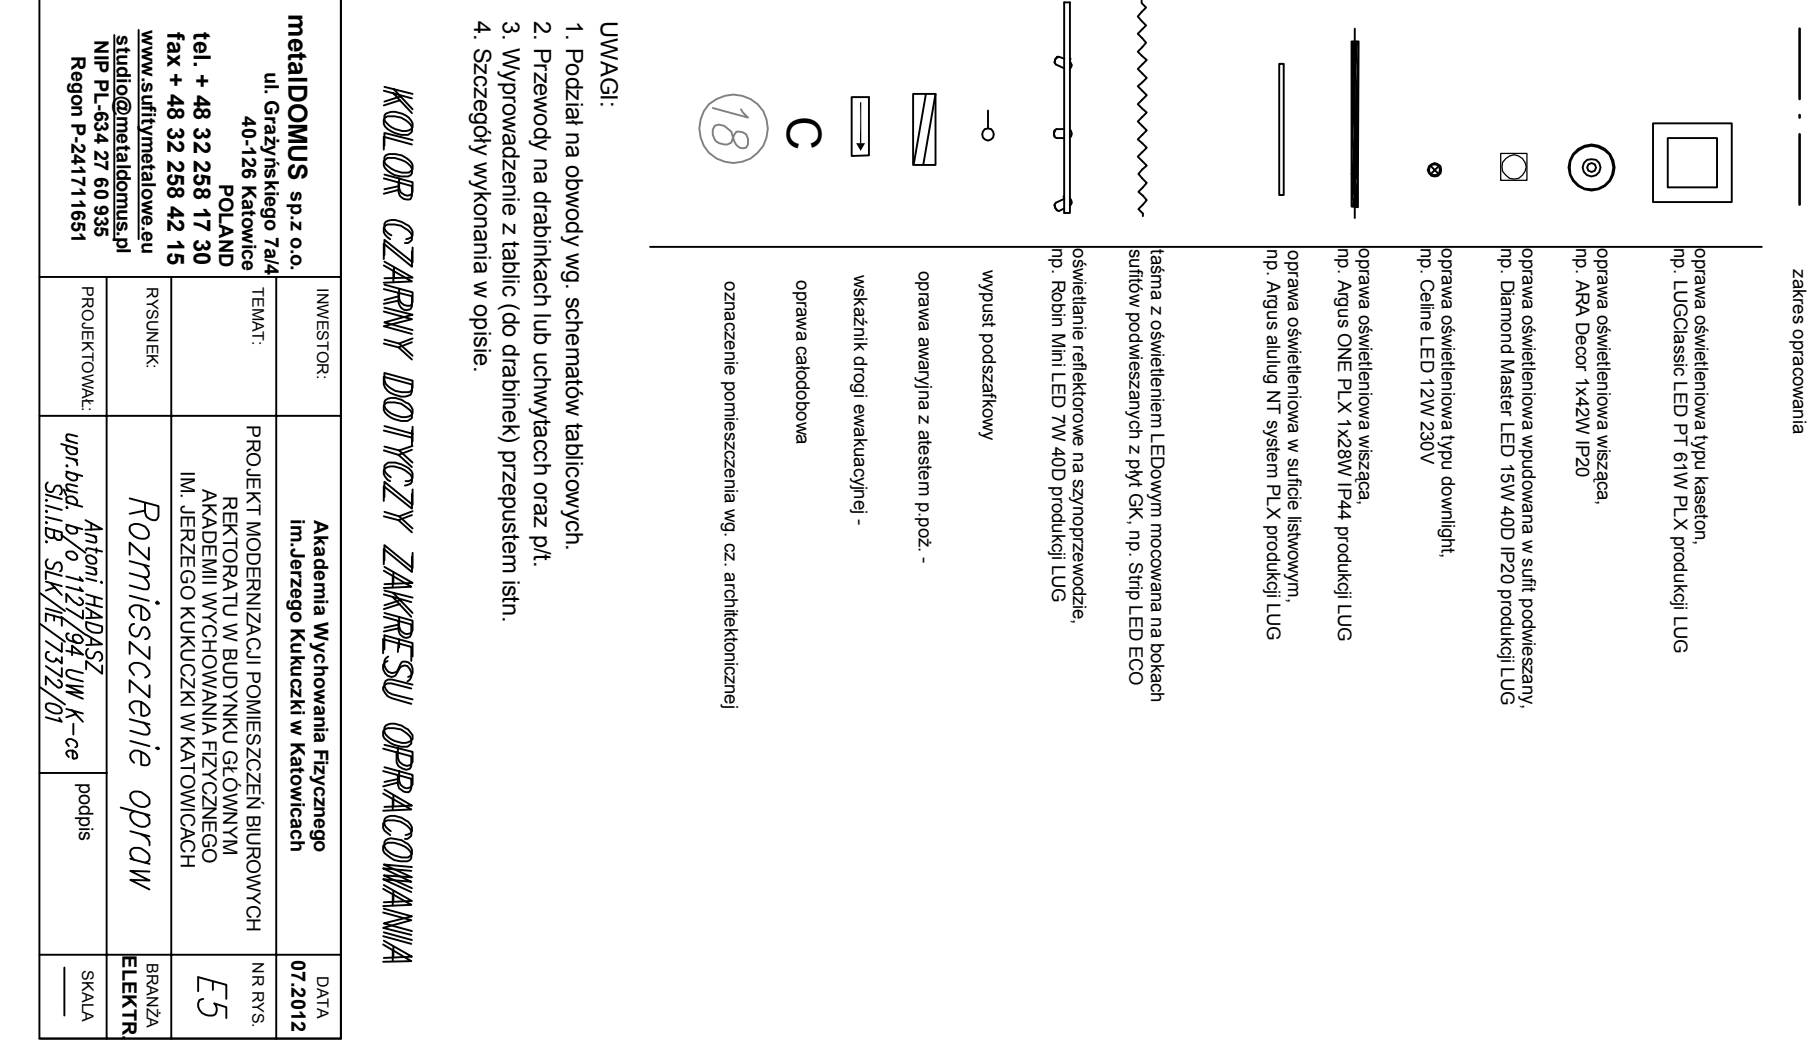 zakres opracowania
oprawa oświetleniowa typu kaseton,
np. LUGClassic LED PT 61W PLX produkcji LUG
oprawa oświetleniowa wisząca,
np. ARA Decor 1x42W IP20
oprawa oświetleniowa wpudowana w sufit podwieszany,
np. Diamond Master LED 15W 40D IP20 produkcji LUG
oprawa oświetleniowa typu downlight,
np. Celine LED 12W 230V
oprawa oświetleniowa wisząca,
np. Argus ONE PLX 1x28W IP44 produkcji LUG
oprawa oświetleniowa w suficie listwowym,
np. Argus alulug NT system PLX produkcji LUG
taśma z oświetleniem LEDowym mocowana na bokach
sufitów podwieszanych z płyt GK, np. Strip LED ECO
oświetlanie reflektorowe na szynoprzewodzie,
np. Robin Mini LED 7W 40D produkcji LUG
wypust podszafkowy
oprawa awaryjna z atestem p.poż. -
wskaźnik drogi ewakuacyjnej -
C
oprawa całodobowa
18
oznaczenie pomieszczenia wg. cz. architektonicznej
UWAGI:
1. Podział na obwody wg. schematów tablicowych.
2. Przewody na drabinkach lub uchwytach oraz p/t.
3. Wyprowadzenie z tablic (do drabinek) przepustem istn.
4. Szczegóły wykonania w opisie.
KOLOR CZARNY DOTYCZY ZAKRESU OPRACOWANIA
metalDOMUS sp.z o.o.
ul. Grażyńskiego 7a/4
40-126 Katowice
POLAND
tel. + 48 32 258 17 30
fax + 48 32 258 42 15
www.sufitymetalowe.eu
studio@metaldomus.pl
NIP PL-634 27 60 935
Regon P-241711651
INWESTOR:
Akademia Wychowania Fizycznego
im.Jerzego Kukuczki w Katowicach
DATA
07.2012
TEMAT:
PROJEKT MODERNIZACJI POMIESZCZEŃ BIUROWYCH
REKTORATU W BUDYNKU GŁÓWNYM
AKADEMII WYCHOWANIA FIZYCZNEGO
IM. JERZEGO KUKUCZKI W KATOWICACH
NR RYS.
E5
RYSUNEK:
Rozmieszczenie opraw
BRANŻA
ELEKTR.
PROJEKTOWAŁ:
Antoni HADASZ
upr.bud. b/o 1127/94 UW K-ce
Śl.I.I.B. SLK/IE/7372/01
podpis
SKALA